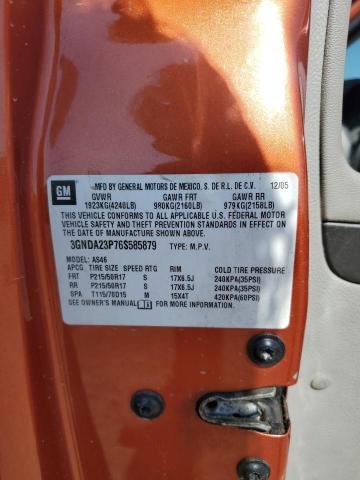 GM
MFD BY GENERAL MOTORS DE MEXICO, S. DE R.L. DE C.V. 12/05
GVWR GAWR FRT GAWR RR
1923KG(4240LB) 980KG(2160LB) 979KG(2158LB)
THIS VEHICLE CONFORMS TO ALL APPLICABLE U.S. FEDERAL MOTOR
VEHICLE SAFETY AND THEFT PREVENTION STANDARDS IN EFFECT ON
THE DATE OF MANUFACTURE SHOWN ABOVE.
3GNDA23P76S585879 TYPE: M.P.V.
MODEL: AS46
APCG. TIRE SIZE SPEED RTG RIM COLD TIRE PRESSURE
FRT P215/50R17 S 17X6.5J 240KPA(35PSI)
RR P215/50R17 S 17X6.5J 240KPA(35PSI)
SPA T115/70D15 M 15X4T 420KPA(60PSI)
SEE OWNER'S MANUAL FOR MORE INFORMATION.